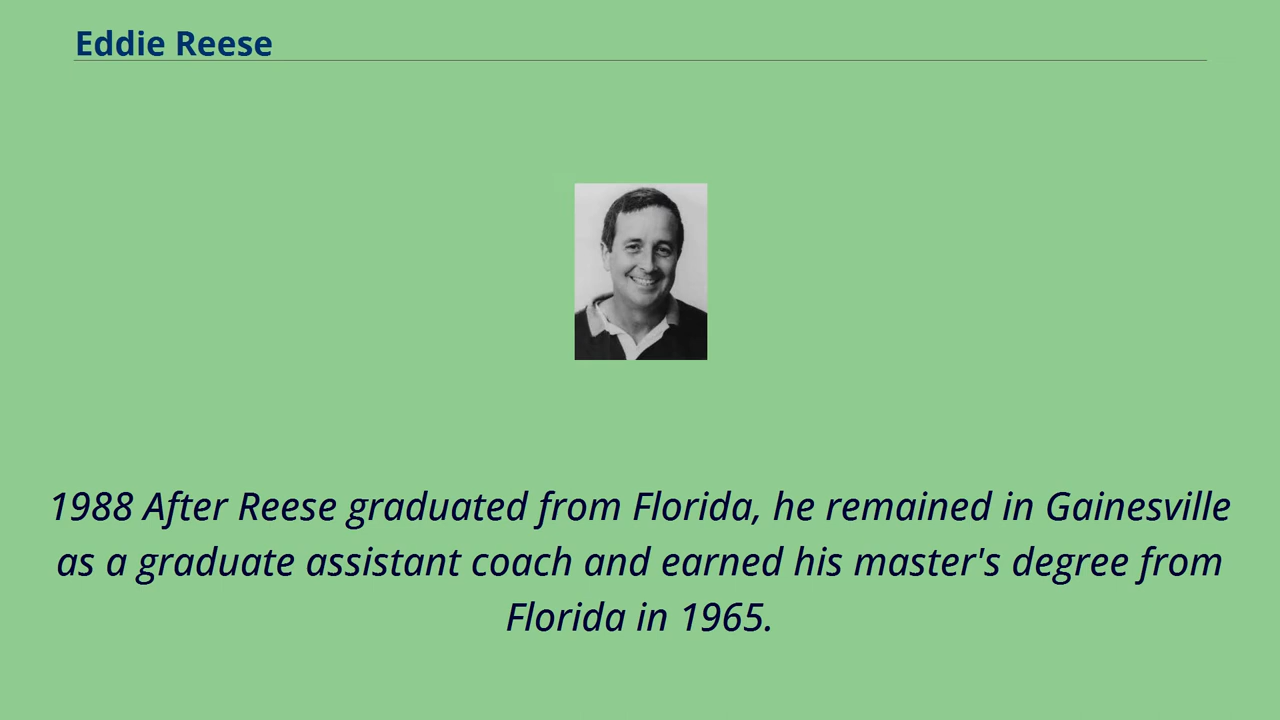 Eddie Reese
1988 After Reese graduated from Florida, he remained in Gainesville
as a graduate assistant coach and earned his master's degree from
Florida in 1965.